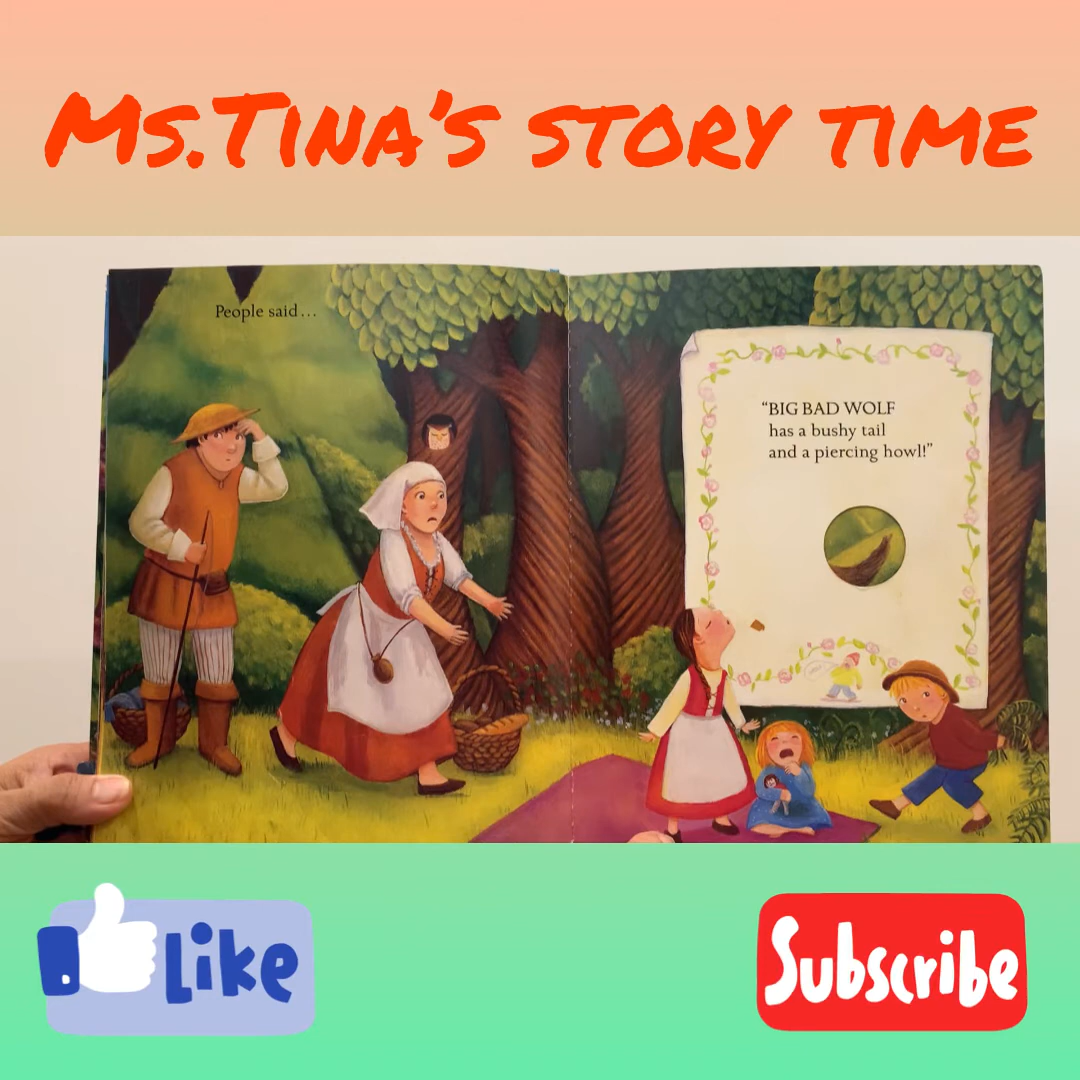 Ms.Tina's story time
People said...
"BIG BAD WOLF
has a bushy tail
and a piercing howl!"
Like
Subscribe